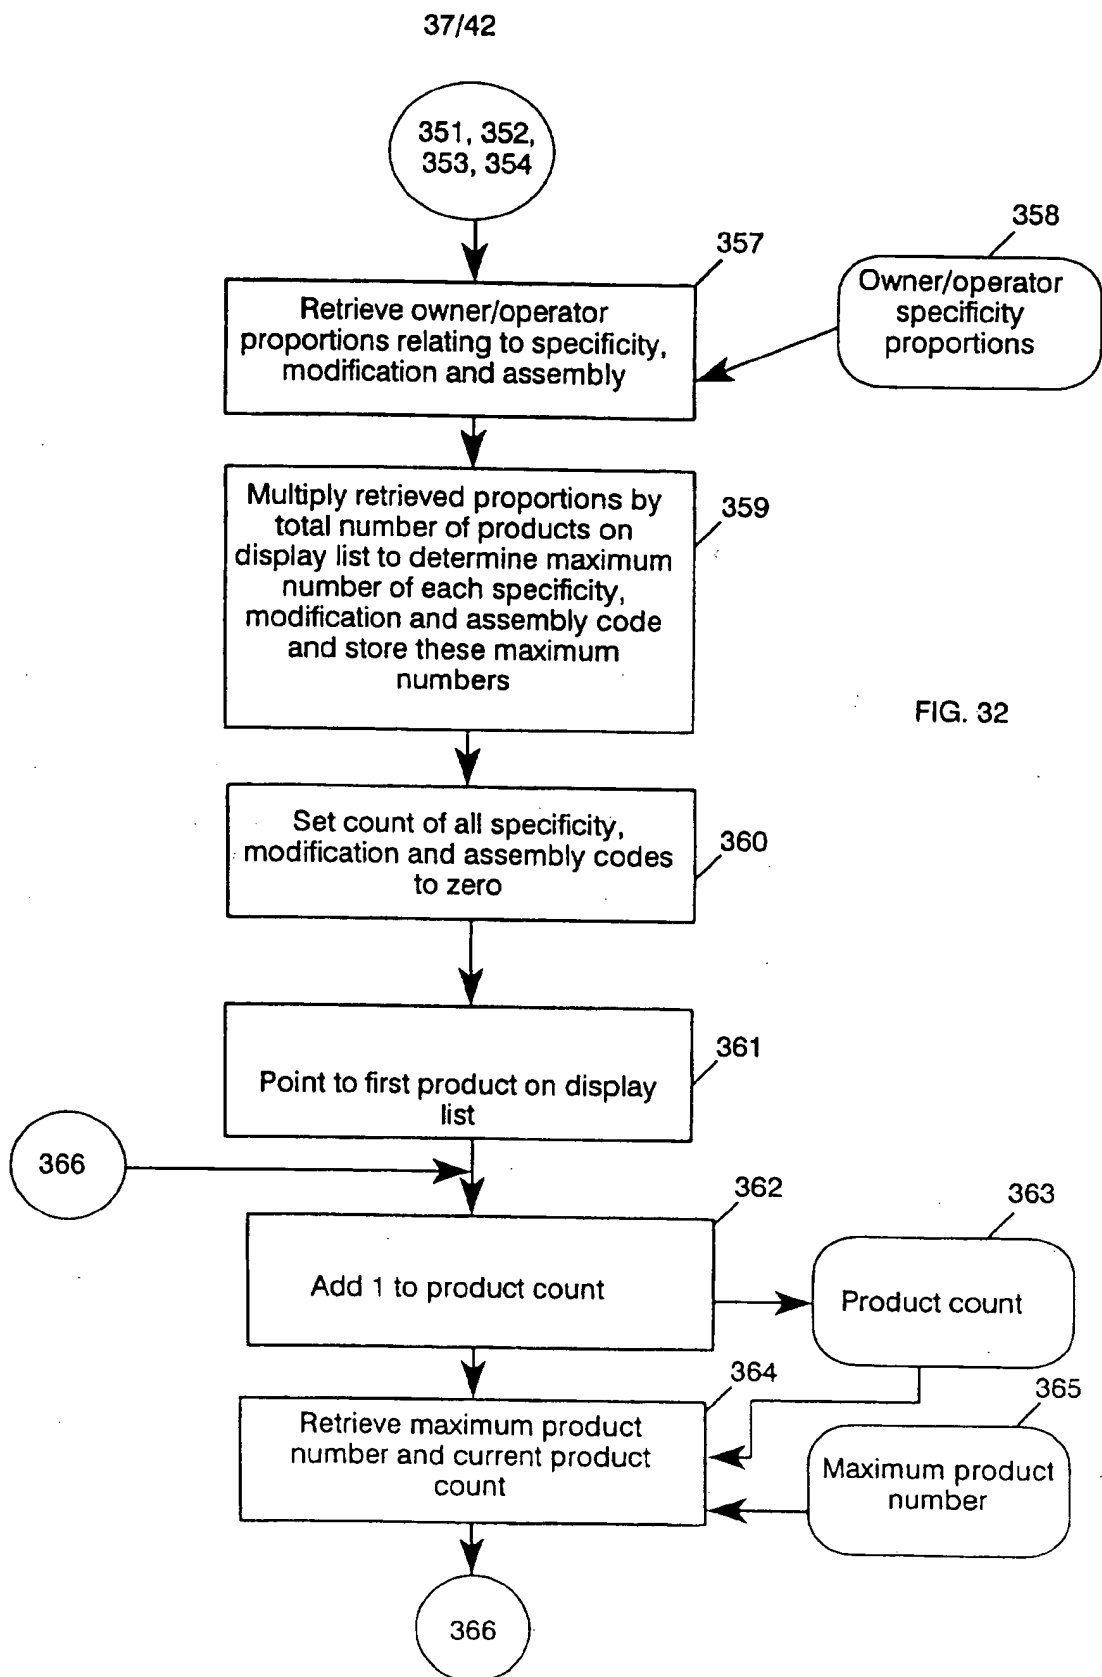 37/42
351, 352,
353, 354
357
Retrieve owner/operator
proportions relating to specificity,
modification and assembly
358
Owner/operator
specificity
proportions
359
Multiply retrieved proportions by
total number of products on
display list to determine maximum
number of each specificity,
modification and assembly code
and store these maximum
numbers
FIG. 32
360
Set count of all specificity,
modification and assembly codes
to zero
361
Point to first product on display
list
366
362
Add 1 to product count
363
Product count
364
Retrieve maximum product
number and current product
count
365
Maximum product
number
366